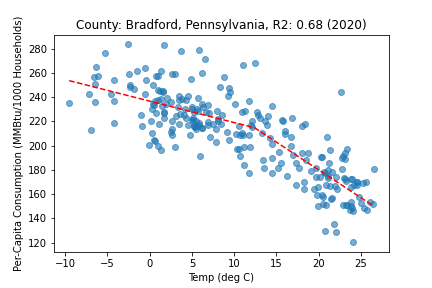 County: Bradford, Pennsylvania, R2: 0.68 (2020)
Per-Capita Consumption (MMBtu/1000 Households)
280
260
240
220
200
180
160
140
120
−10 −5 0 5 10 15 20 25
Temp (deg C)